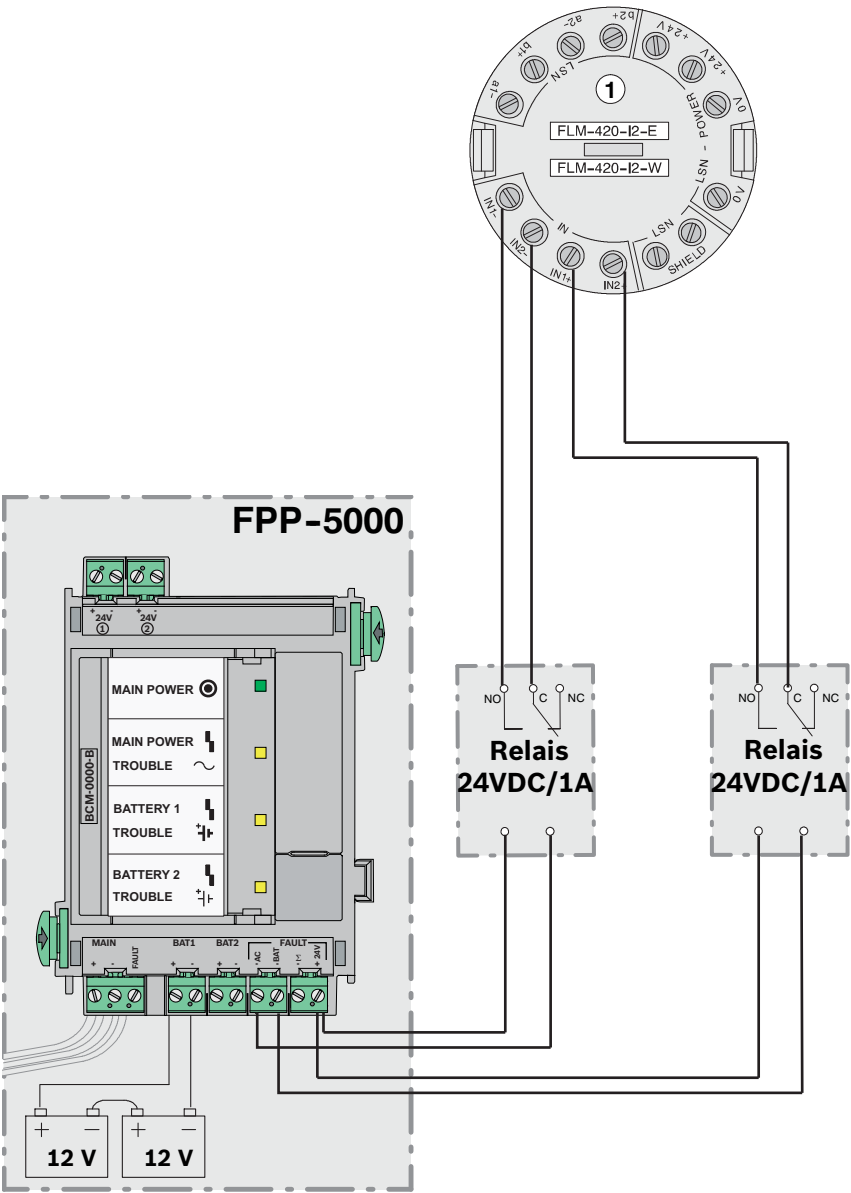 b1+
a2-
b2+
+24V
+24V
a1-
LSN
1
LSN - POWER
0V
FLM-420-I2-E
FLM-420-I2-W
0V
IN1-
IN2-
IN
IN1+
IN2+
LSN
SHIELD
FPP-5000
+ -
24V
1
+ -
24V
2
BCM-0000-B
MAIN POWER
MAIN POWER
TROUBLE
BATTERY 1
TROUBLE
BATTERY 2
TROUBLE
NO C NC
Relais
24VDC/1A
NO C NC
Relais
24VDC/1A
MAIN
+ -
FAULT
BAT1
+ -
BAT2
+ -
FAULT
-AC
-BAT
+ 24V
+ -
12 V
+ -
12 V